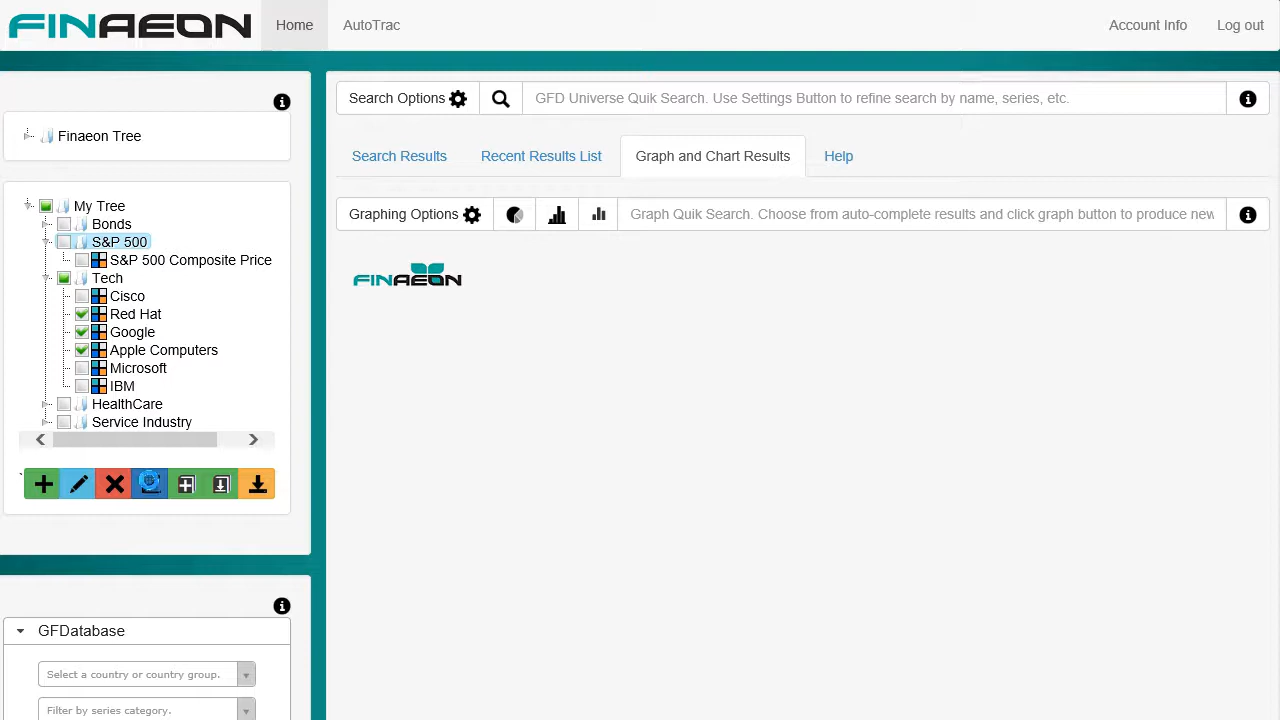 FINAEON
Home
AutoTrac
Account Info
Log out
Finaeon Tree
My Tree
Bonds
S&P 500
S&P 500 Composite Price
Tech
Cisco
Red Hat
Google
Apple Computers
Microsoft
IBM
HealthCare
Service Industry
GFDatabase
Select a country or country group.
Filter by series category.
Search Options
GFD Universe Quik Search. Use Settings Button to refine search by name, series, etc.
Search Results
Recent Results List
Graph and Chart Results
Help
Graphing Options
Graph Quik Search. Choose from auto-complete results and click graph button to produce new
FINAEON